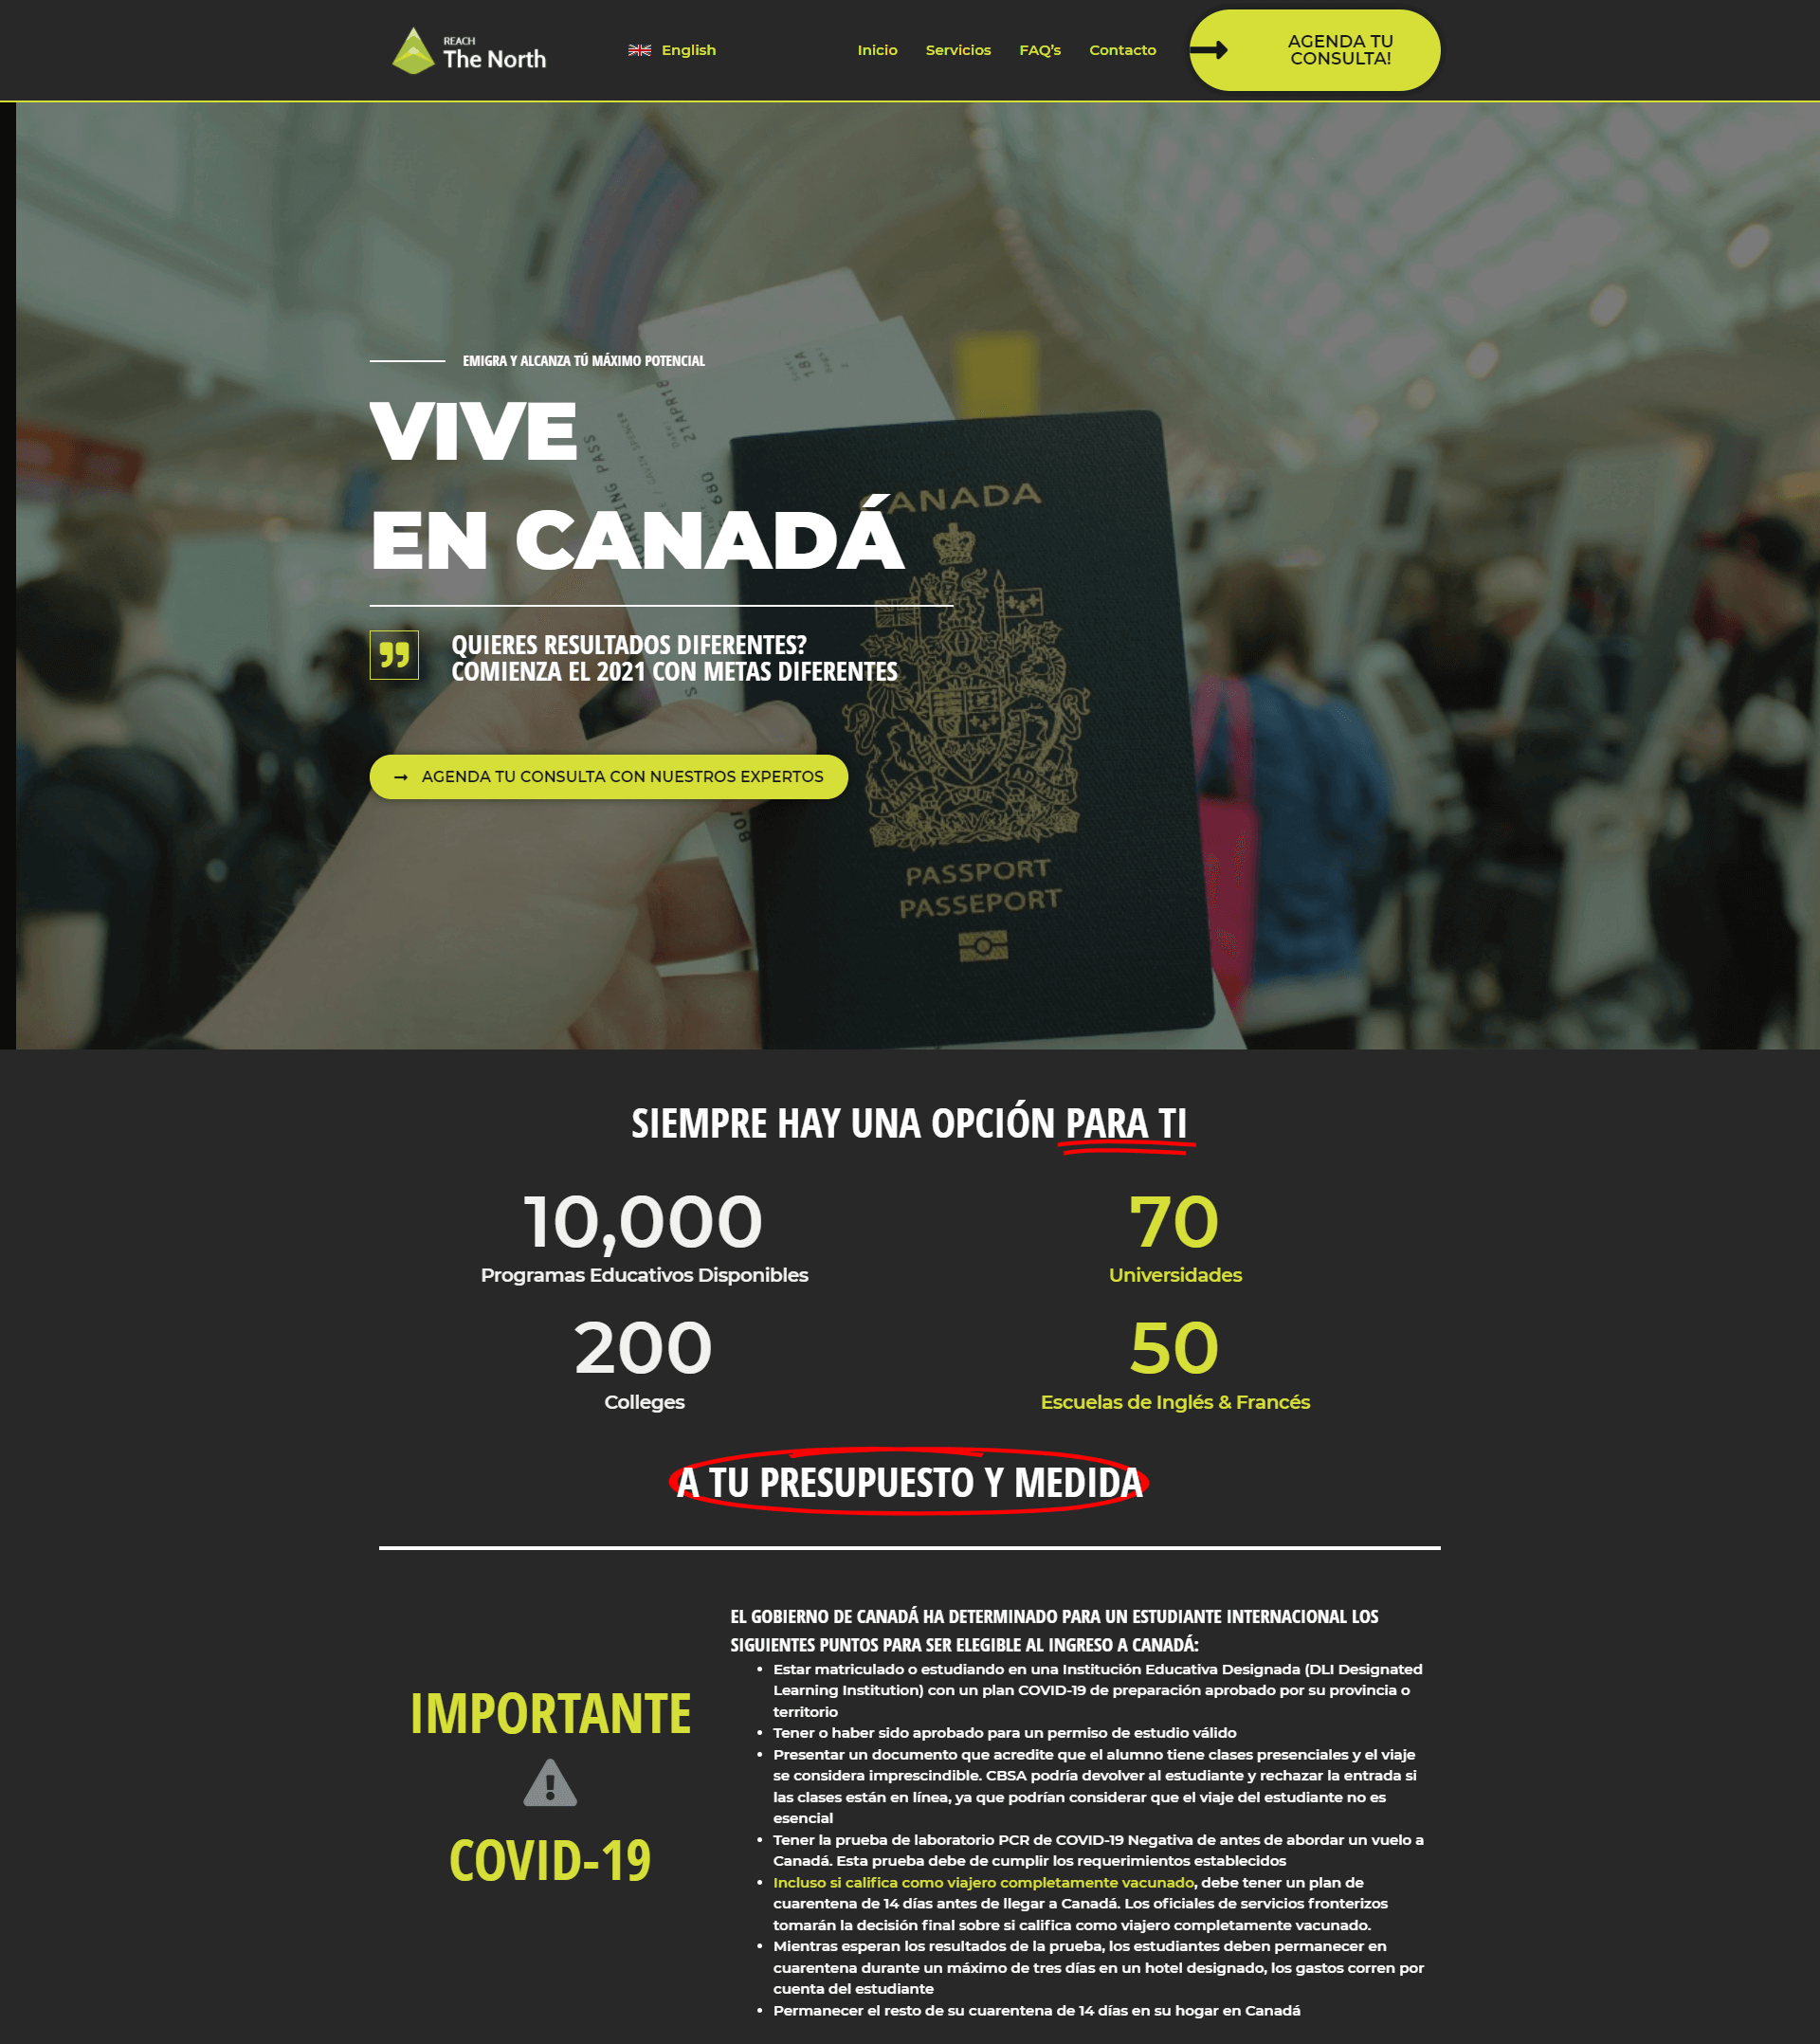 REACH
The North
English
Inicio
Servicios
FAQ's
Contacto
AGENDA TU
CONSULTA!
EMIGRA Y ALCANZA TÚ MÁXIMO POTENCIAL
VIVE
EN CANADÁ
QUIERES RESULTADOS DIFERENTES?
COMIENZA EL 2021 CON METAS DIFERENTES
AGENDA TU CONSULTA CON NUESTROS EXPERTOS
18A
21APR18
BOARDING PASS
/ GAVIN SPENCER
680
CANADA
PASSPORT
PASSEPORT
SIEMPRE HAY UNA OPCIÓN PARA TI
10,000
Programas Educativos Disponibles
70
Universidades
200
Colleges
50
Escuelas de Inglés & Francés
A TU PRESUPUESTO Y MEDIDA
IMPORTANTE
COVID-19
EL GOBIERNO DE CANADÁ HA DETERMINADO PARA UN ESTUDIANTE INTERNACIONAL LOS
SIGUIENTES PUNTOS PARA SER ELEGIBLE AL INGRESO A CANADÁ:
• Estar matriculado o estudiando en una Institución Educativa Designada (DLI Designated
Learning Institution) con un plan COVID-19 de preparación aprobado por su provincia o
territorio
• Tener o haber sido aprobado para un permiso de estudio válido
• Presentar un documento que acredite que el alumno tiene clases presenciales y el viaje
se considera imprescindible. CBSA podría devolver al estudiante y rechazar la entrada si
las clases están en línea, ya que podrían considerar que el viaje del estudiante no es
esencial
• Tener la prueba de laboratorio PCR de COVID-19 Negativa de antes de abordar un vuelo a
Canadá. Esta prueba debe de cumplir los requerimientos establecidos
• Incluso si califica como viajero completamente vacunado, debe tener un plan de
cuarentena de 14 días antes de llegar a Canadá. Los oficiales de servicios fronterizos
tomarán la decisión final sobre si califica como viajero completamente vacunado.
• Mientras esperan los resultados de la prueba, los estudiantes deben permanecer en
cuarentena durante un máximo de tres días en un hotel designado, los gastos corren por
cuenta del estudiante
• Permanecer el resto de su cuarentena de 14 días en su hogar en Canadá